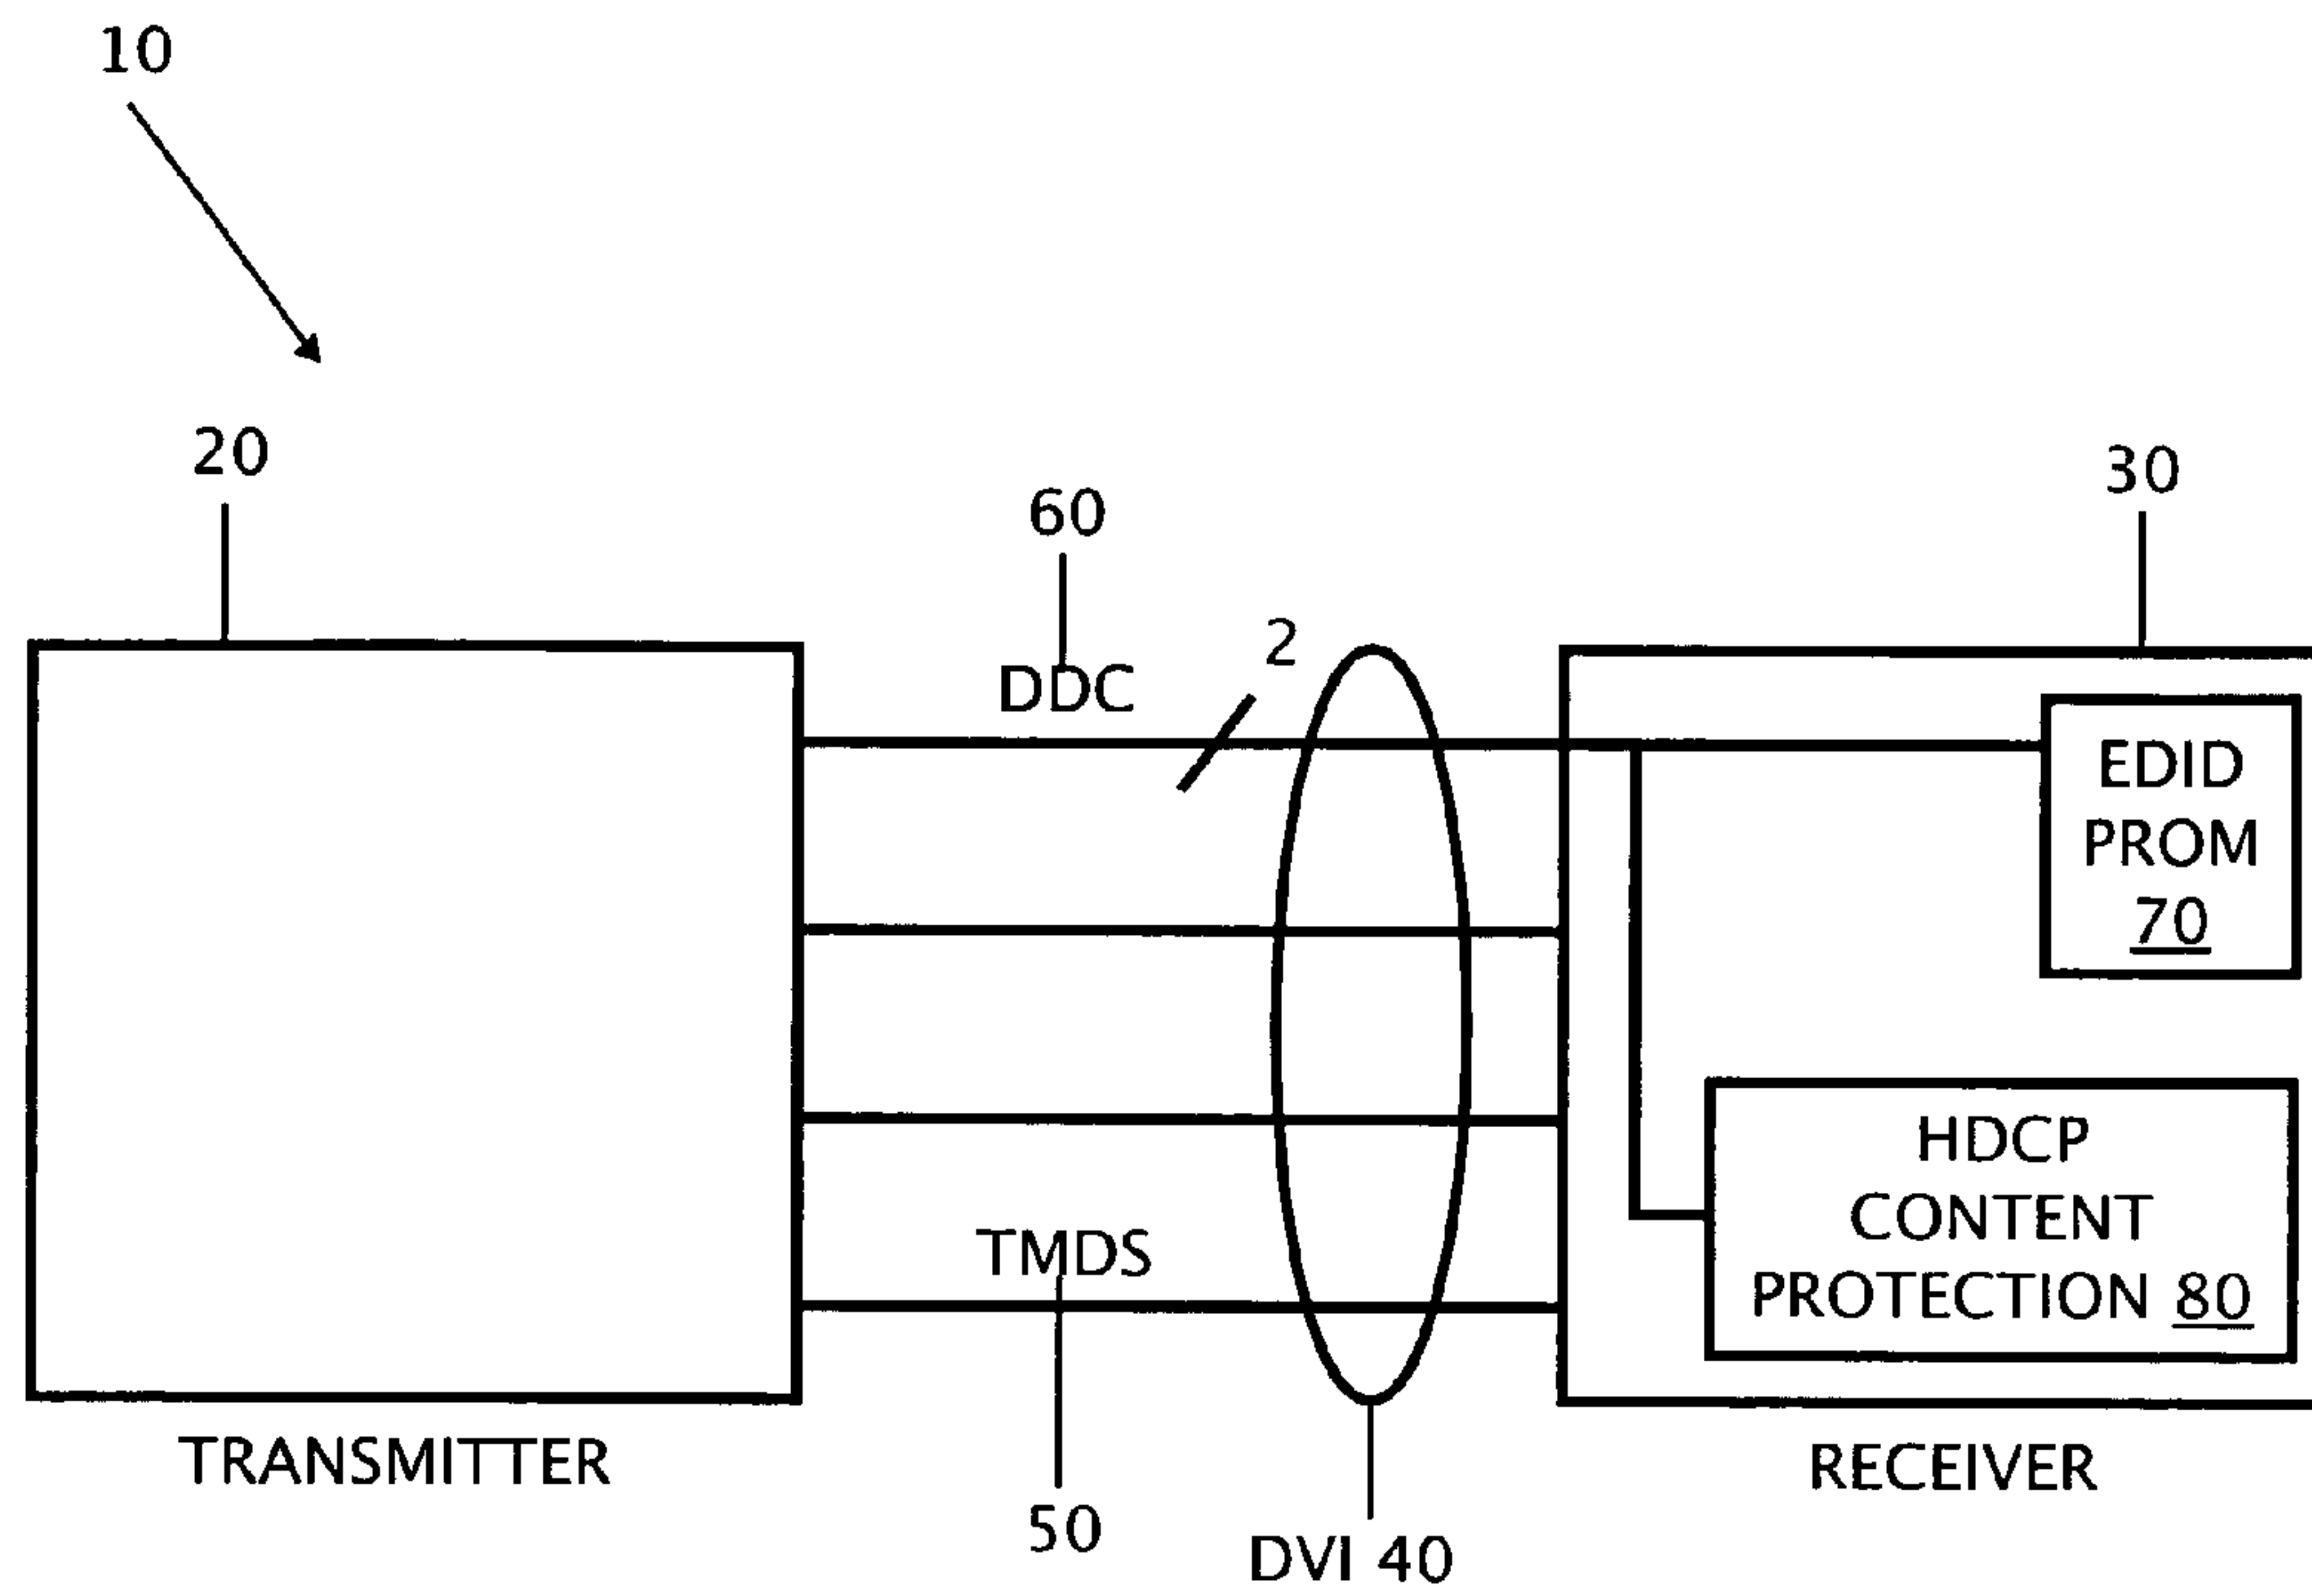 10
20
30
60
2
DDC
EDID
PROM
70
HDCP
CONTENT
PROTECTION 80
TMDS
TRANSMITTER
RECEIVER
50
DVI 40